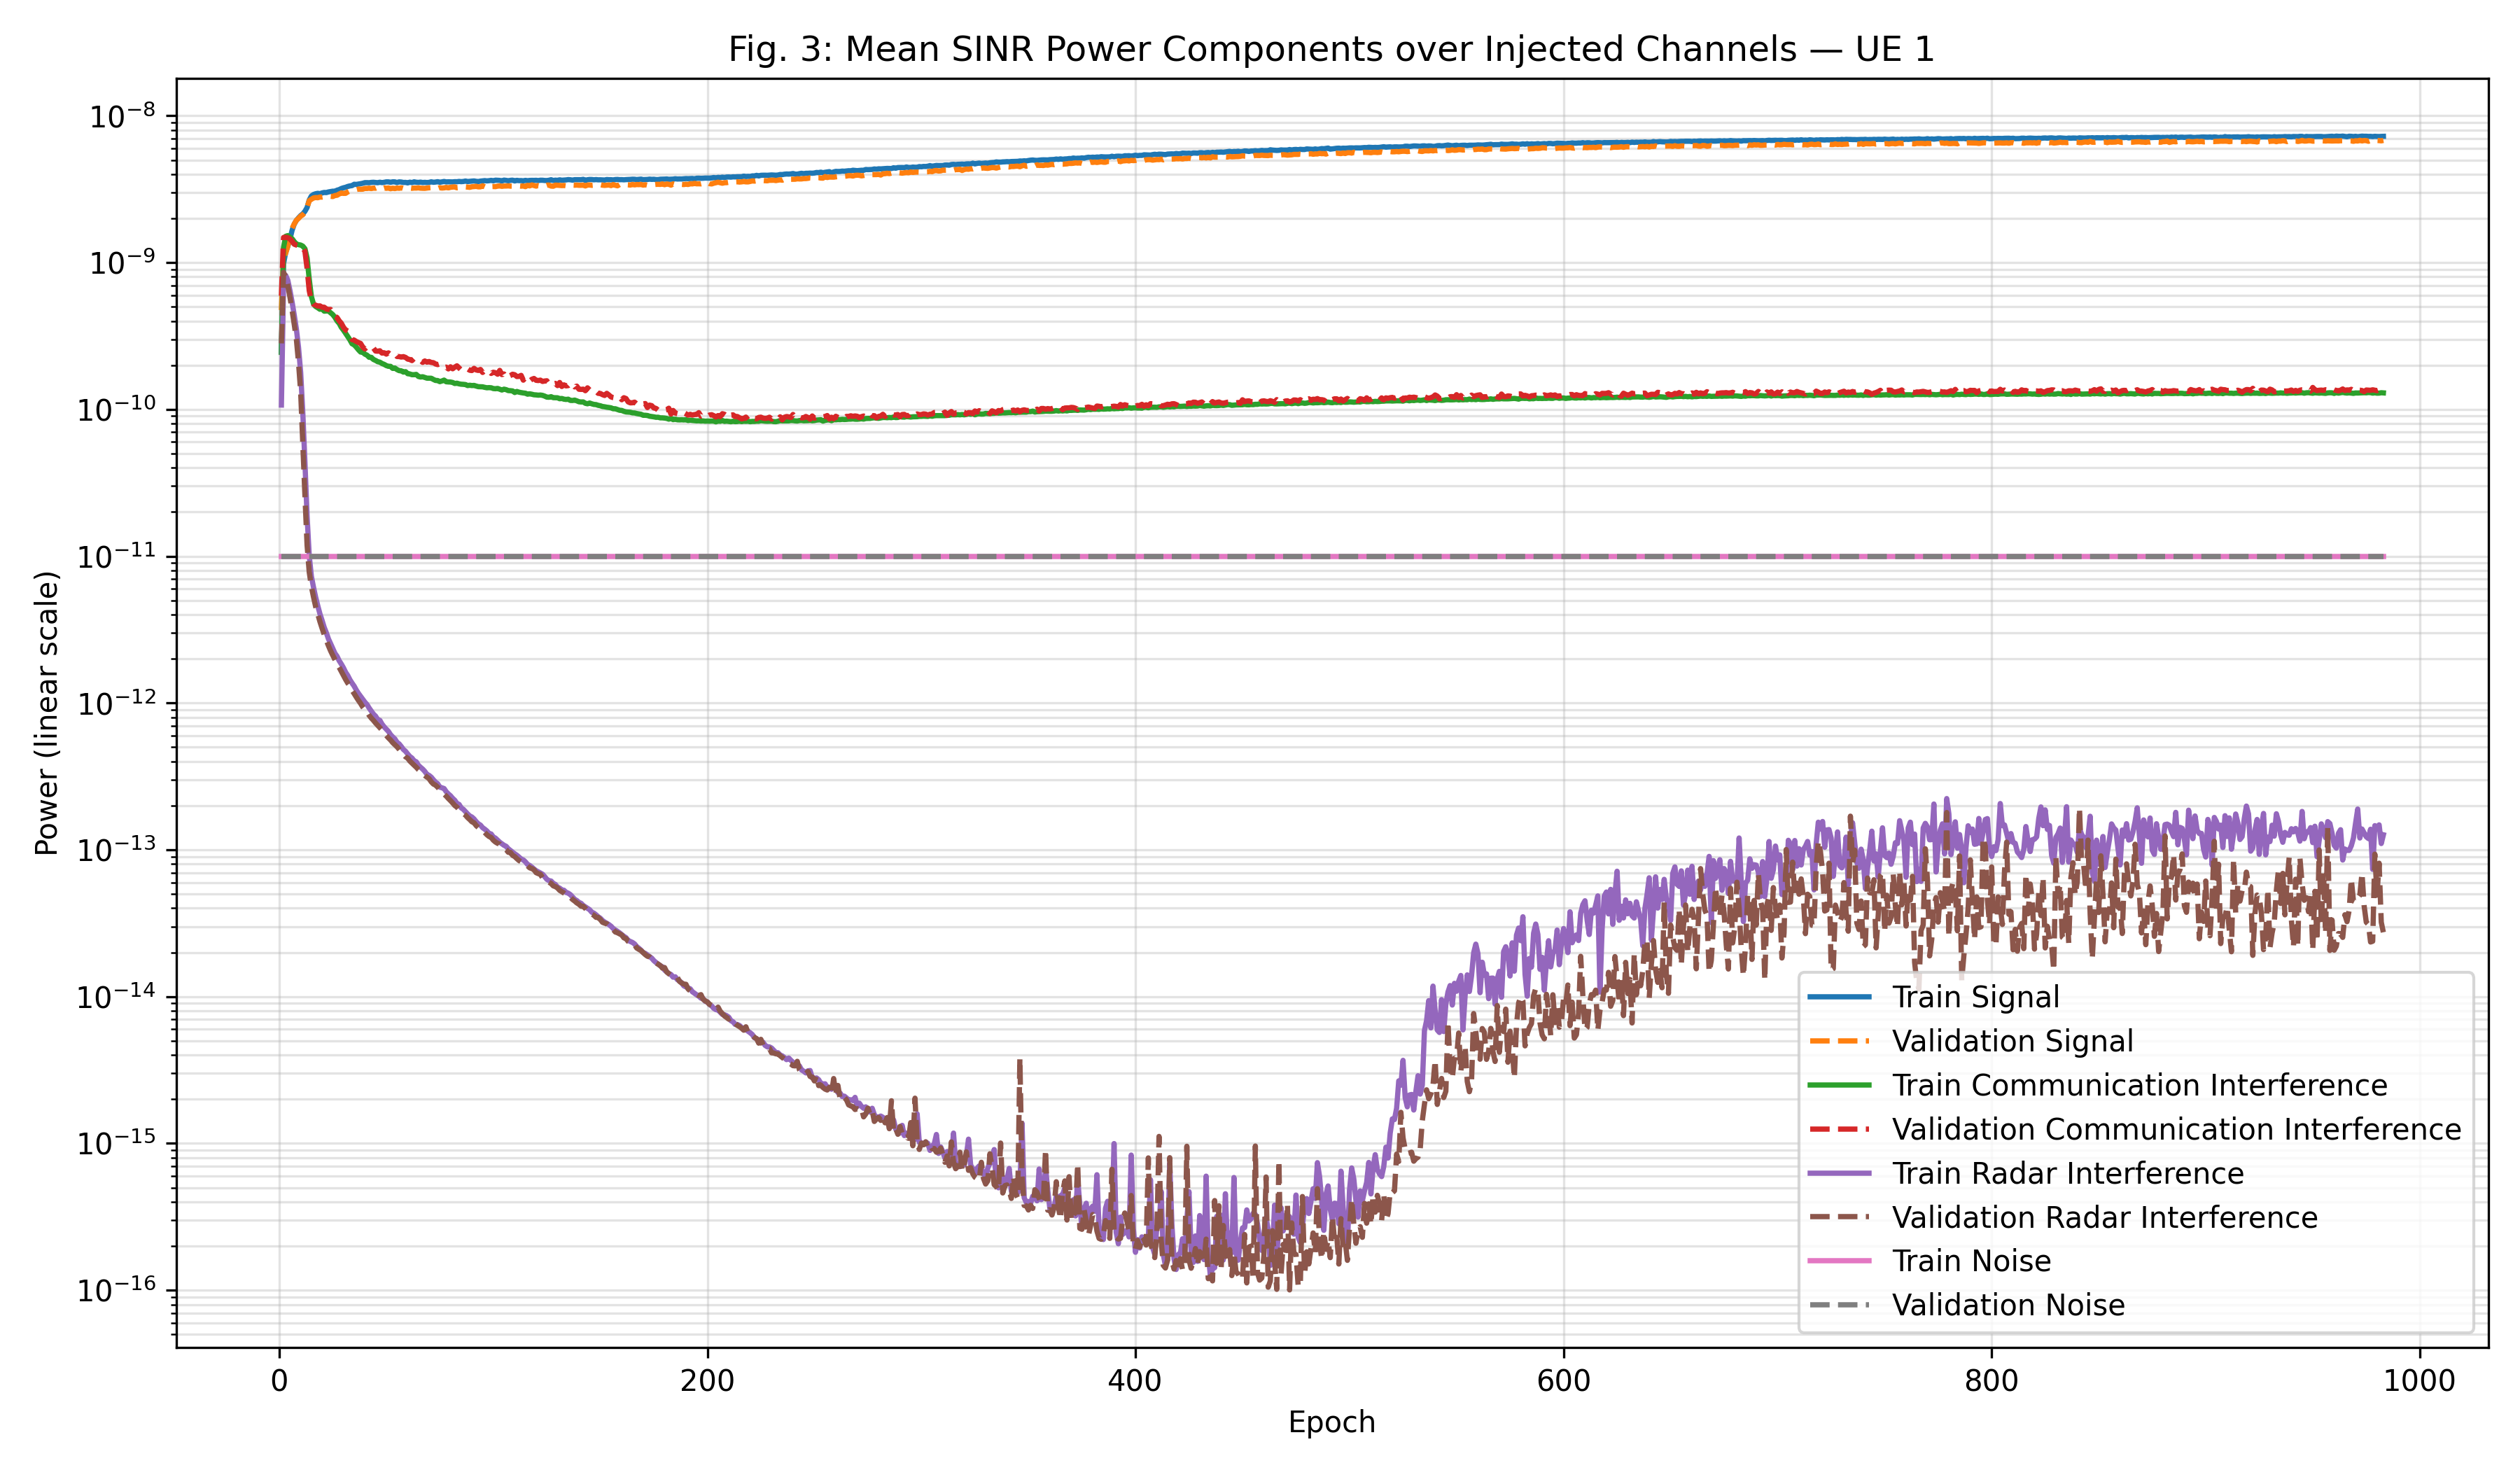 Fig. 3: Mean SINR Power Components over Injected Channels — UE 1
Power (linear scale)
10⁻⁸
10⁻⁹
10⁻¹⁰
10⁻¹¹
10⁻¹²
10⁻¹³
10⁻¹⁴
10⁻¹⁵
10⁻¹⁶
Train Signal
Validation Signal
Train Communication Interference
Validation Communication Interference
Train Radar Interference
Validation Radar Interference
Train Noise
Validation Noise
0 200 400 600 800 1000
Epoch